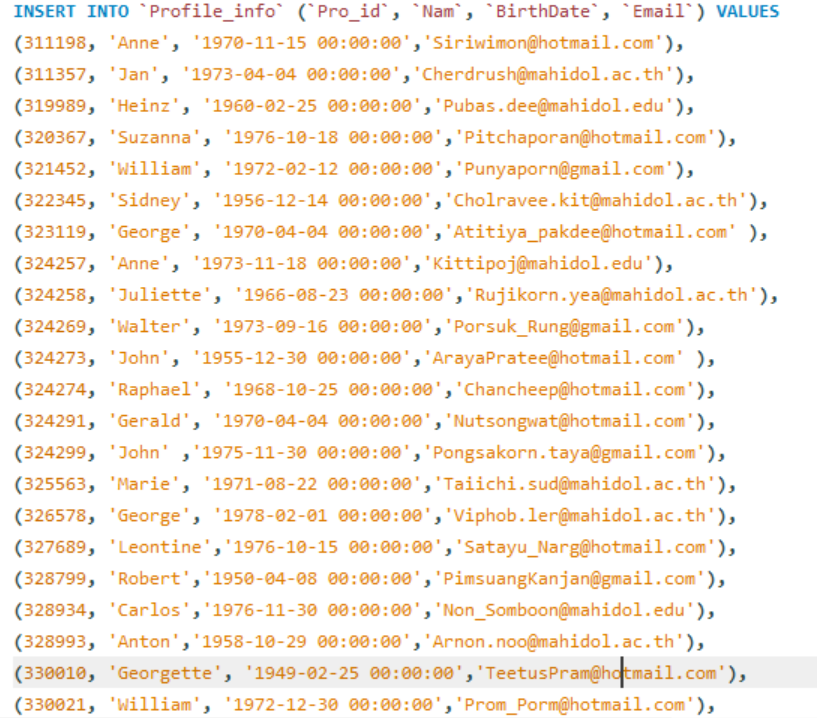 INSERT INTO `Profile_info` (`Pro_id`, `Nam`, `BirthDate`, `Email`) VALUES
(311198, 'Anne', '1970-11-15 00:00:00','Siriwimon@hotmail.com'),
(311357, 'Jan', '1973-04-04 00:00:00','Cherdrush@mahidol.ac.th'),
(319989, 'Heinz', '1960-02-25 00:00:00','Pubas.dee@mahidol.edu'),
(320367, 'Suzanna', '1976-10-18 00:00:00','Pitchaporan@hotmail.com'),
(321452, 'William', '1972-02-12 00:00:00','Punyaporn@gmail.com'),
(322345, 'Sidney', '1956-12-14 00:00:00','Cholravee.kit@mahidol.ac.th'),
(323119, 'George', '1970-04-04 00:00:00','Atitiya_pakdee@hotmail.com' ),
(324257, 'Anne', '1973-11-18 00:00:00','Kittipoj@mahidol.edu'),
(324258, 'Juliette', '1966-08-23 00:00:00','Rujikorn.yea@mahidol.ac.th'),
(324269, 'Walter', '1973-09-16 00:00:00','Porsuk_Rung@gmail.com'),
(324273, 'John', '1955-12-30 00:00:00','ArayaPratee@hotmail.com' ),
(324274, 'Raphael', '1968-10-25 00:00:00','Chancheep@hotmail.com'),
(324291, 'Gerald', '1970-04-04 00:00:00','Nutsongwat@hotmail.com'),
(324299, 'John' ,'1975-11-30 00:00:00','Pongsakorn.taya@gmail.com'),
(325563, 'Marie', '1971-08-22 00:00:00','Taiichi.sud@mahidol.ac.th'),
(326578, 'George', '1978-02-01 00:00:00','Viphob.ler@mahidol.ac.th'),
(327689, 'Leontine','1976-10-15 00:00:00','Satayu_Narg@hotmail.com'),
(328799, 'Robert','1950-04-08 00:00:00','PimsuangKanjan@gmail.com'),
(328934, 'Carlos','1976-11-30 00:00:00','Non_Somboon@mahidol.edu'),
(328993, 'Anton','1958-10-29 00:00:00','Arnon.noo@mahidol.ac.th'),
(330010, 'Georgette', '1949-02-25 00:00:00','TeetusPram@hotmail.com'),
(330021, 'William', '1972-12-30 00:00:00','Prom_Porm@hotmail.com'),